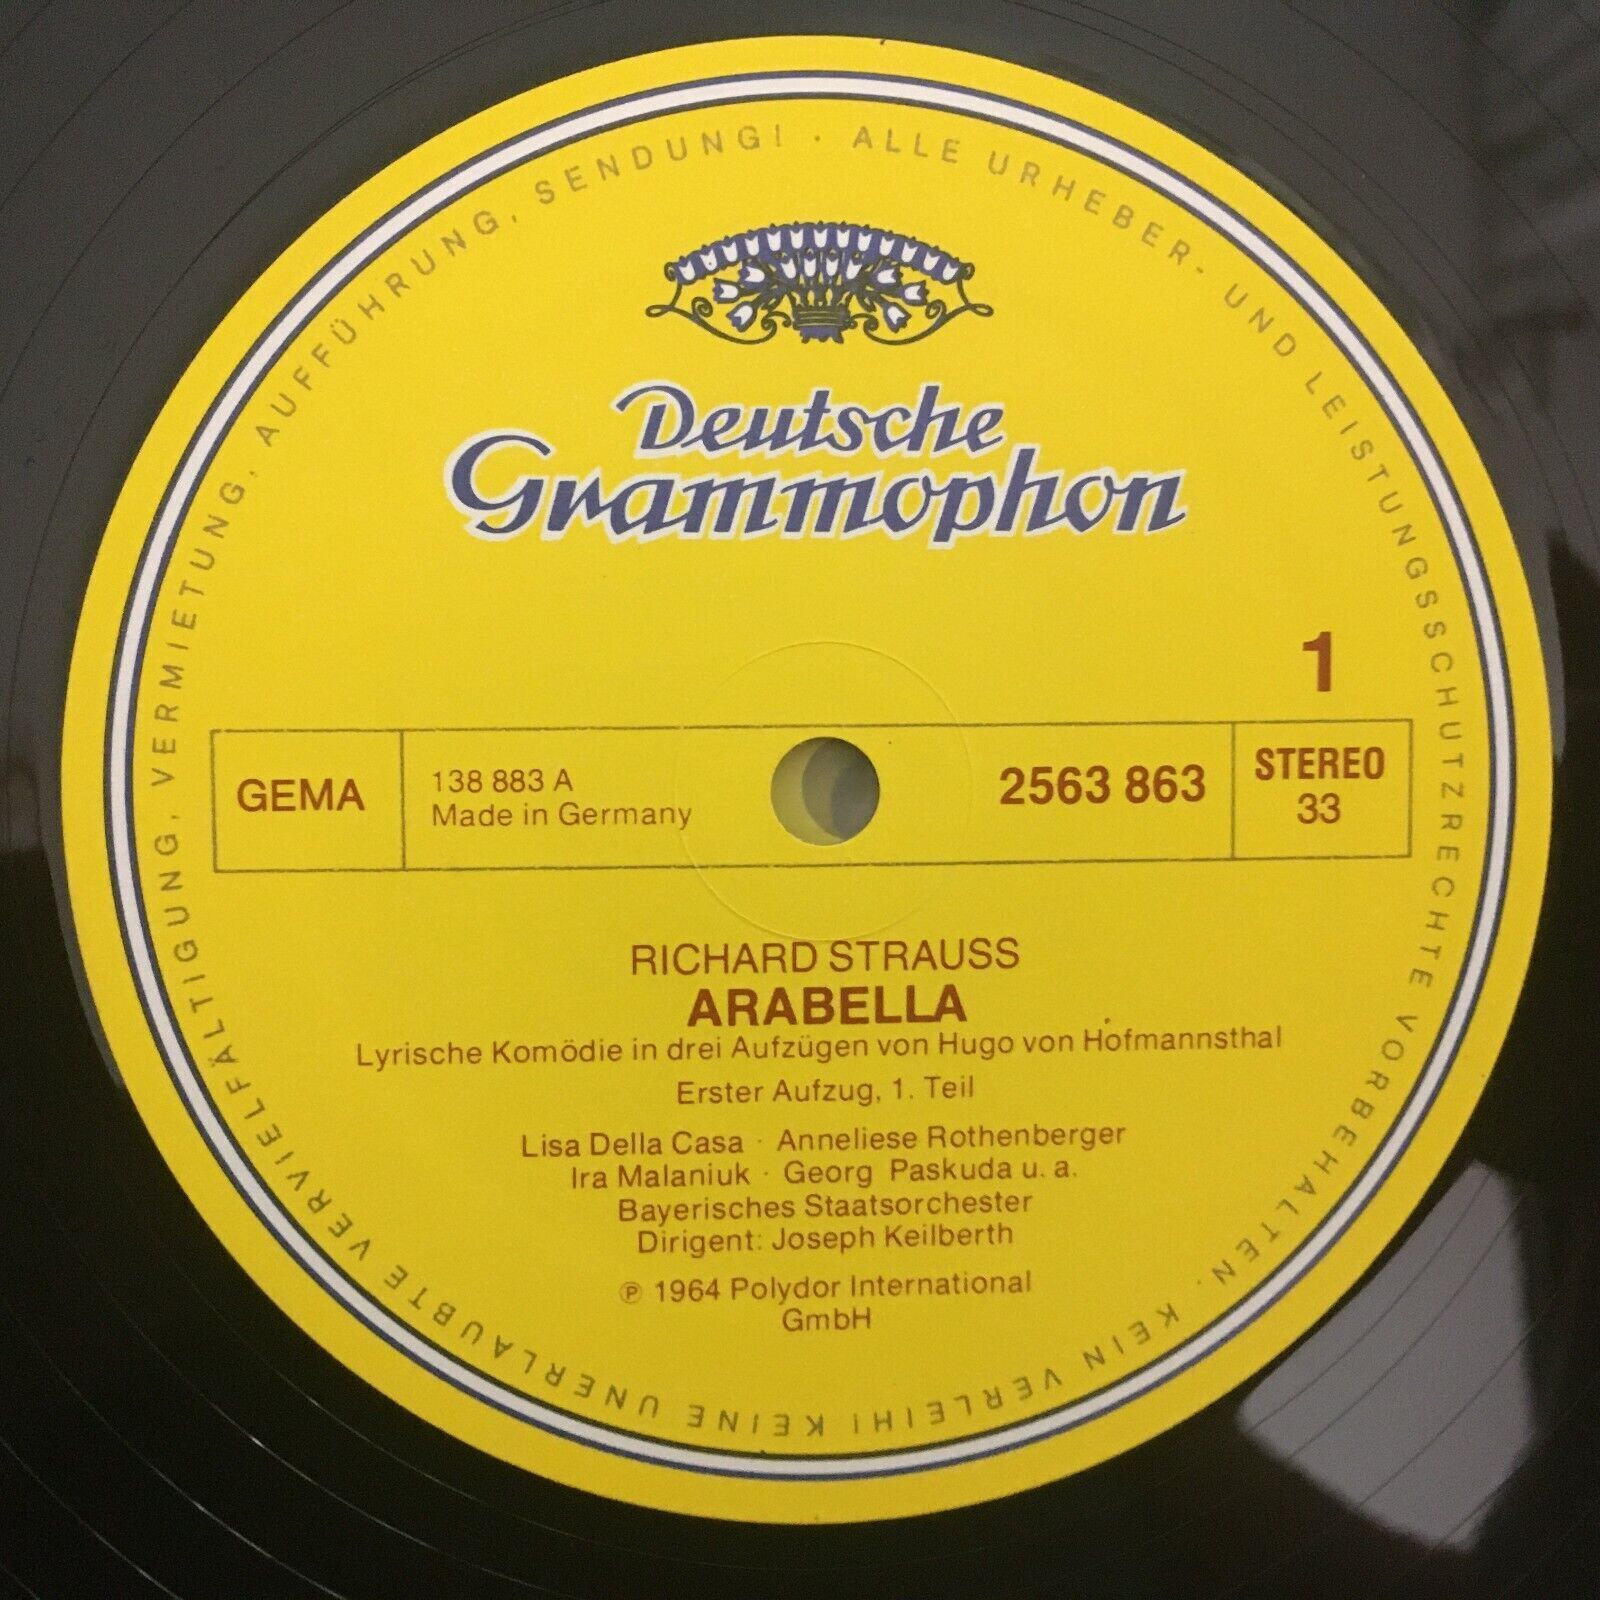 ALLE URHEBER- UND LEISTUNGSSCHUTZRECHTE VORBEHALTEN. KEIN VERLEIH! KEINE UNERLAUBTE VERVIELFÄLTIGUNG, VERMIETUNG, AUFFÜHRUNG, SENDUNG! ·
Deutsche
Grammophon
1
GEMA
138 883 A
Made in Germany
2563 863
STEREO
33
RICHARD STRAUSS
ARABELLA
Lyrische Komödie in drei Aufzügen von Hugo von Hofmannsthal
Erster Aufzug, 1. Teil
Lisa Della Casa · Anneliese Rothenberger
Ira Malaniuk · Georg Paskuda u. a.
Bayerisches Staatsorchester
Dirigent: Joseph Keilberth
℗ 1964 Polydor International
GmbH